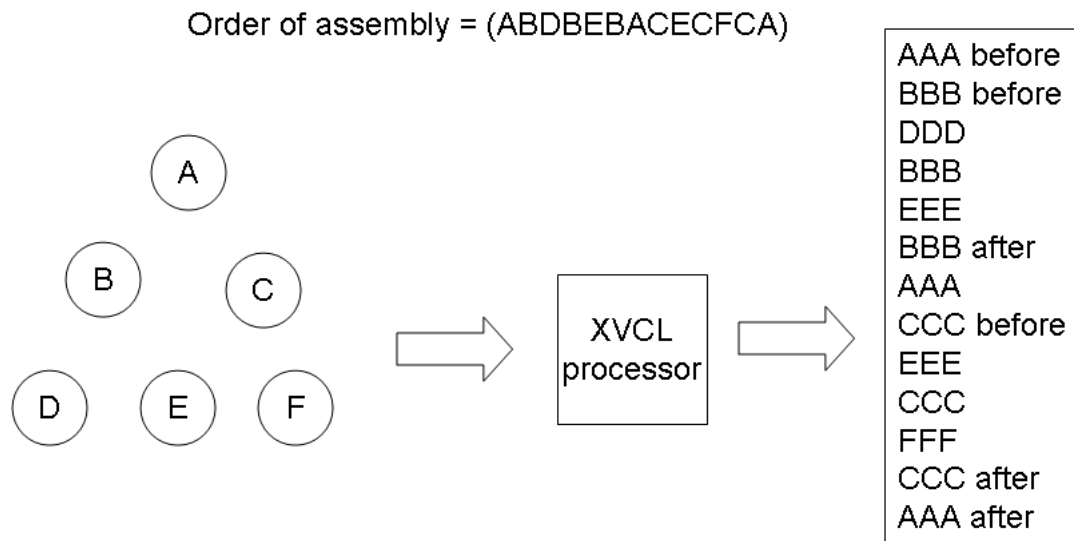 Order of assembly = (ABDBEBACECFCA)
A
B
C
D
E
F
XVCL
processor
AAA before
BBB before
DDD
BBB
EEE
BBB after
AAA
CCC before
EEE
CCC
FFF
CCC after
AAA after